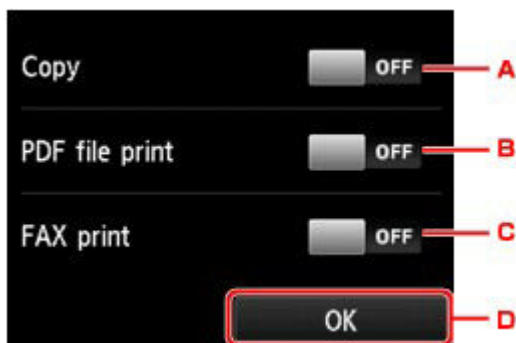 Copy OFF A
PDF file print OFF B
FAX print OFF C
OK D